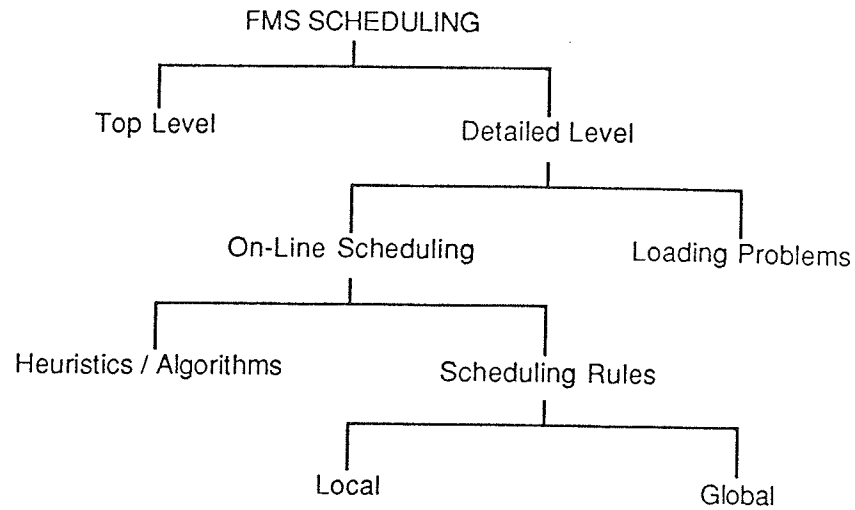 FMS SCHEDULING
Top Level
Detailed Level
On-Line Scheduling
Loading Problems
Heuristics / Algorithms
Scheduling Rules
Local
Global